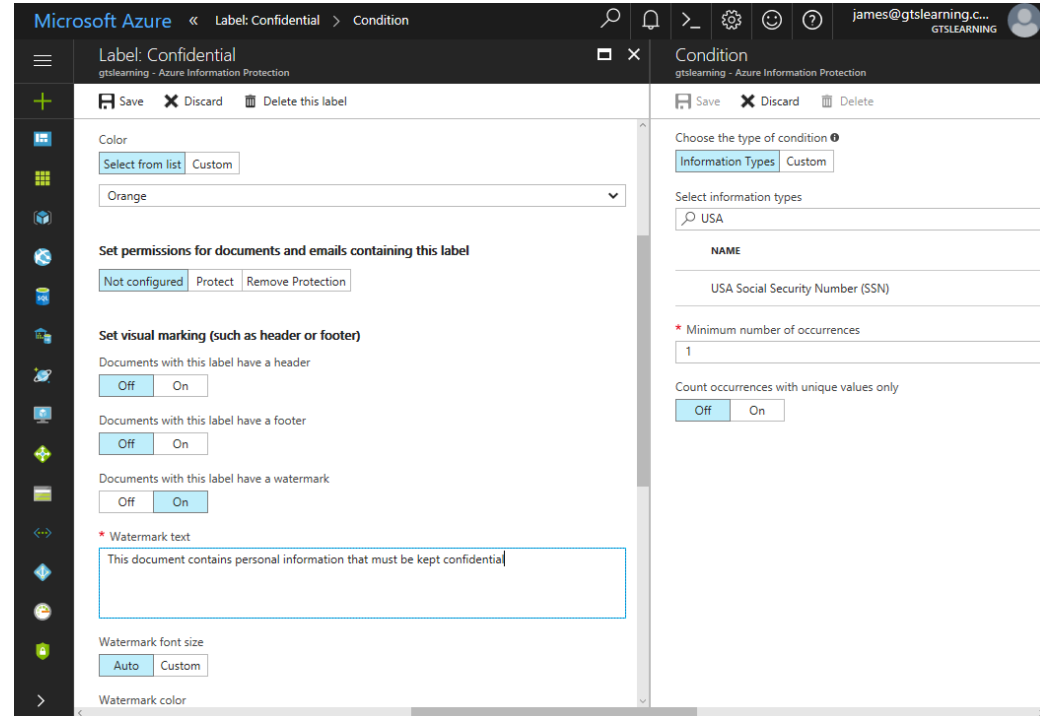 Microsoft Azure « Label: Confidential > Condition
james@gtslearning.c...
GTSLEARNING
Label: Confidential
gtslearning - Azure Information Protection
Save Discard Delete this label
Color
Select from list Custom
Orange
Set permissions for documents and emails containing this label
Not configured Protect Remove Protection
Set visual marking (such as header or footer)
Documents with this label have a header
Off On
Documents with this label have a footer
Off On
Documents with this label have a watermark
Off On
* Watermark text
This document contains personal information that must be kept confidential
Watermark font size
Auto Custom
Watermark color
Condition
gtslearning - Azure Information Protection
Save Discard Delete
Choose the type of condition
Information Types Custom
Select information types
USA
NAME
USA Social Security Number (SSN)
* Minimum number of occurrences
1
Count occurrences with unique values only
Off On
SQL